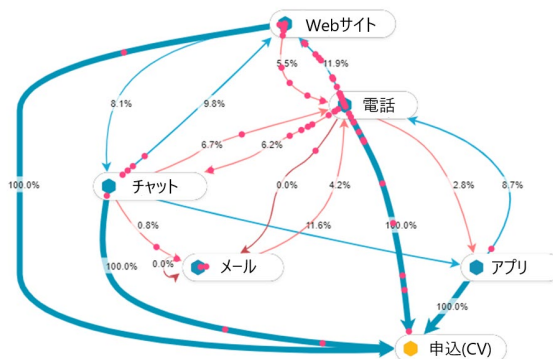 Webサイト
5.5%
11.9%
8.1%
9.8%
電話
6.7%
6.2%
100.0%
チャット
0.0%
4.2%
2.8%
8.7%
0.8%
11.6%
100.0%
100.0%
0.0%
メール
アプリ
100.0%
申込(CV)